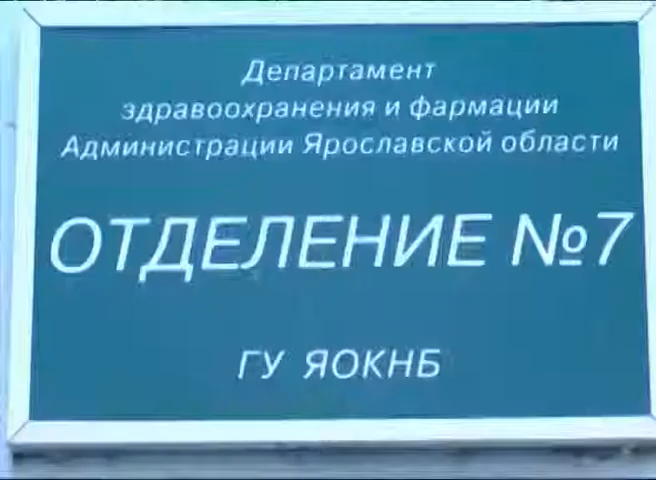 Департамент
здравоохранения и фармации
Администрации Ярославской области
ОТДЕЛЕНИЕ №7
ГУ ЯОКНБ